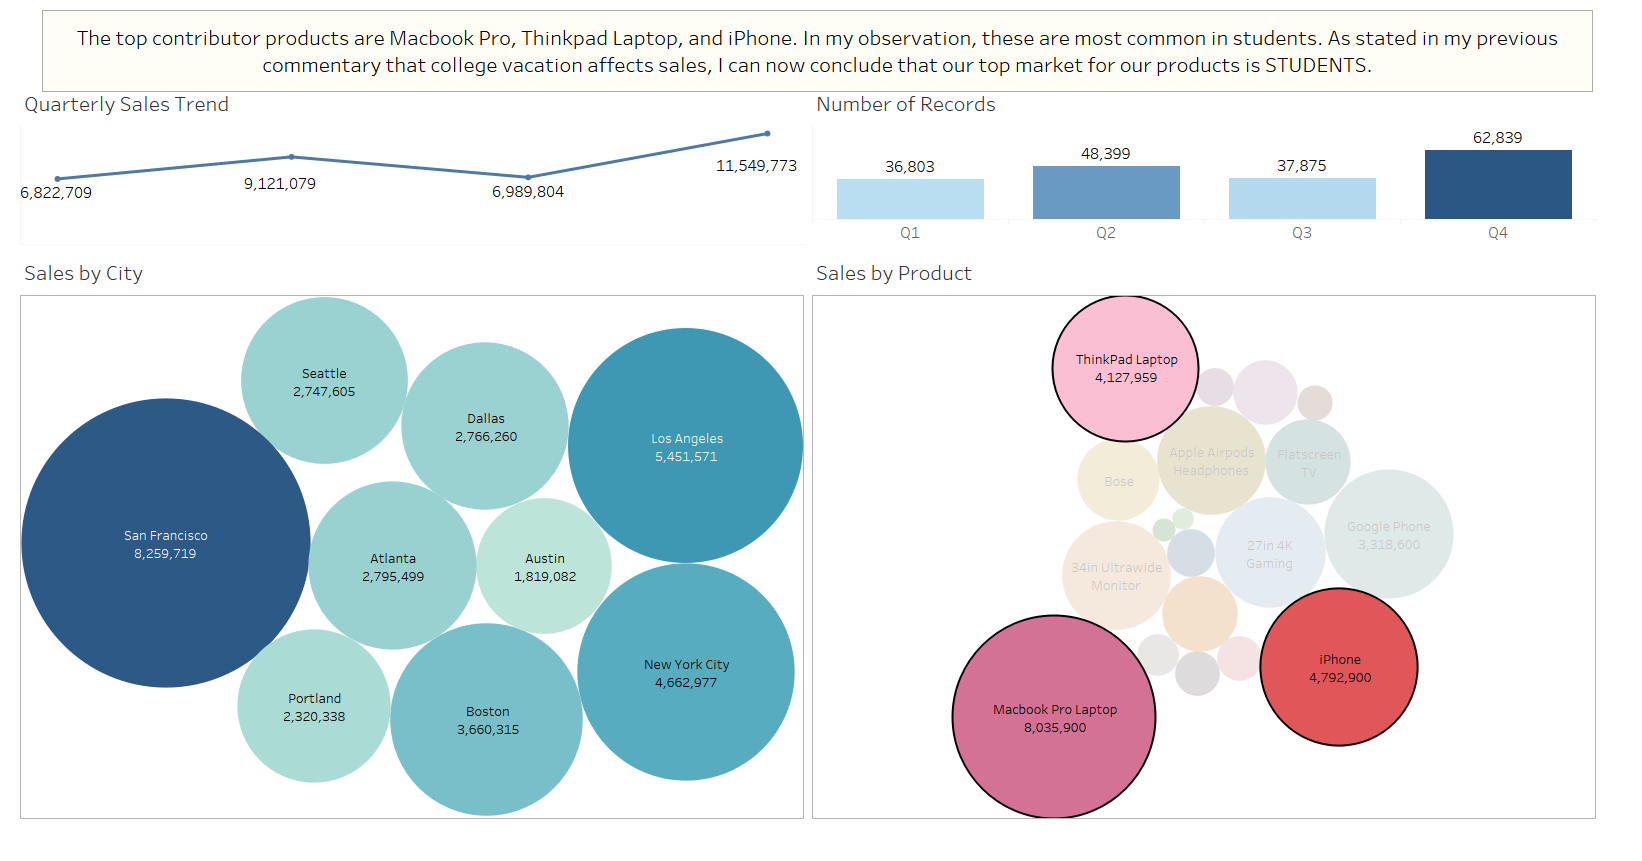 The top contributor products are Macbook Pro, Thinkpad Laptop, and iPhone. In my observation, these are most common in students. As stated in my previous
commentary that college vacation affects sales, I can now conclude that our top market for our products is STUDENTS.
Quarterly Sales Trend
6,822,709
9,121,079
6,989,804
11,549,773
Number of Records
36,803
48,399
37,875
62,839
Q1
Q2
Q3
Q4
Sales by City
Seattle
2,747,605
Dallas
2,766,260
Los Angeles
5,451,571
San Francisco
8,259,719
Atlanta
2,795,499
Austin
1,819,082
New York City
4,662,977
Portland
2,320,338
Boston
3,660,315
Sales by Product
ThinkPad Laptop
4,127,959
Apple Airpods
Headphones
Flatscreen
TV
Bose
Google Phone
3,318,600
27in 4K
Gaming
34in Ultrawide
Monitor
iPhone
4,792,900
Macbook Pro Laptop
8,035,900